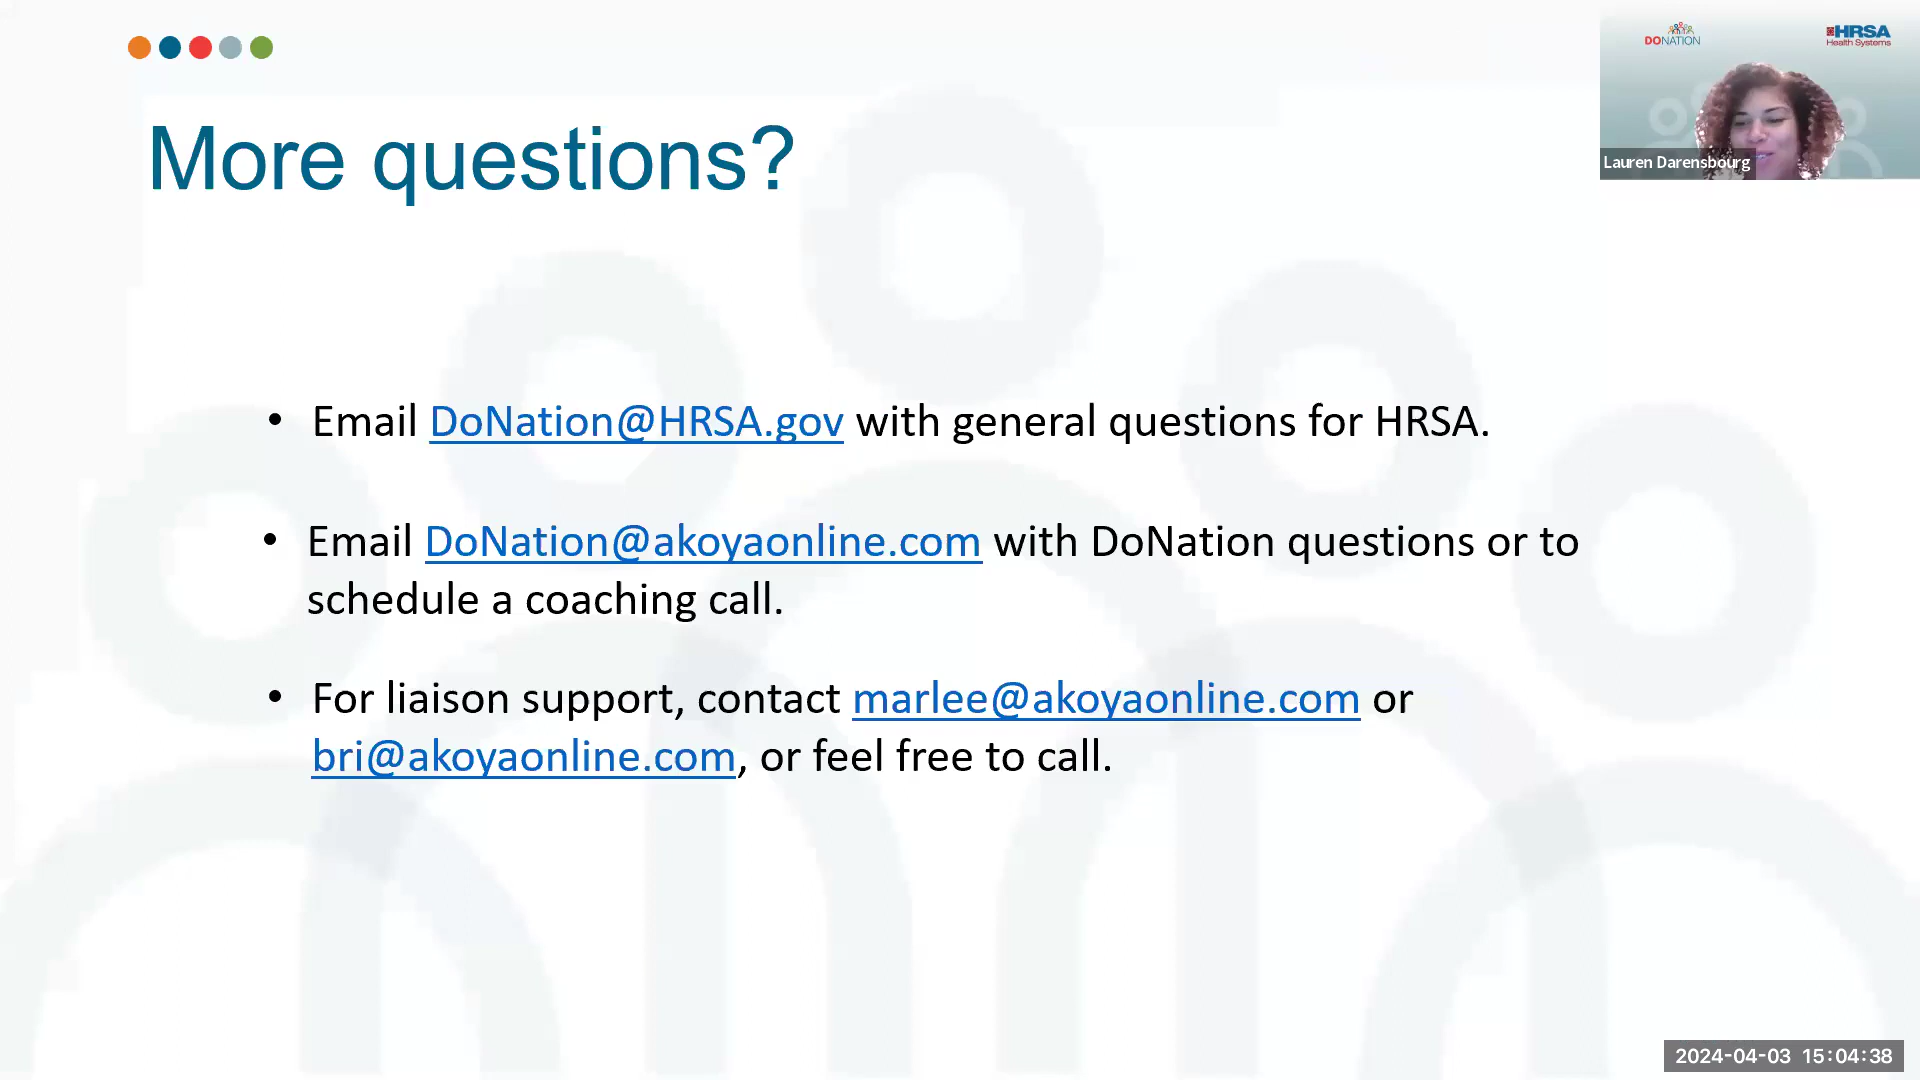 DONATION
HRSA
Health Systems
Lauren Darensbourg
More questions?
• Email DoNation@HRSA.gov with general questions for HRSA.
• Email DoNation@akoyaonline.com with DoNation questions or to
schedule a coaching call.
• For liaison support, contact marlee@akoyaonline.com or
bri@akoyaonline.com, or feel free to call.
2024-04-03 15:04:38